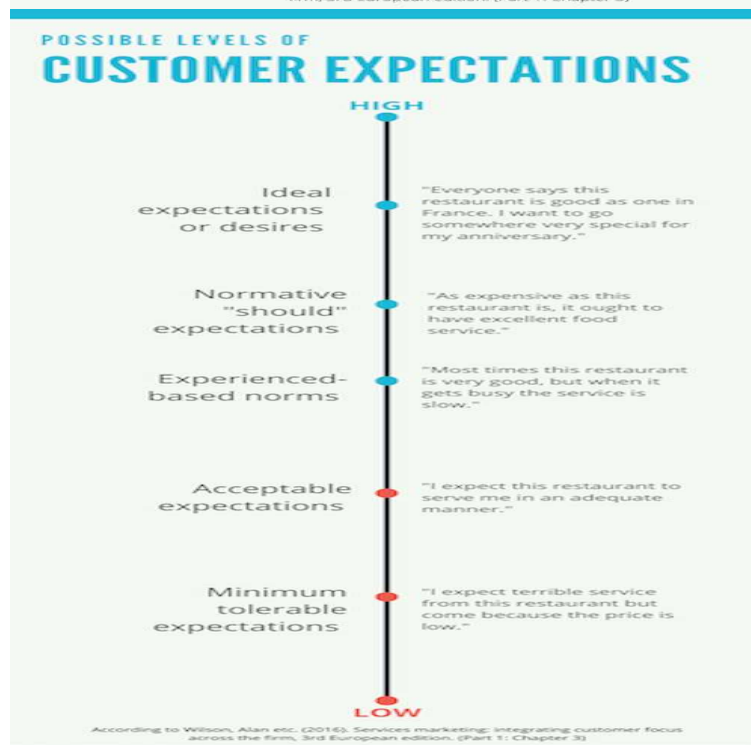 POSSIBLE LEVELS OF
CUSTOMER EXPECTATIONS
HIGH
Ideal
expectations
or desires
"Everyone says this
restaurant is good as one in
France. I want to go
somewhere very special for
my anniversary."
Normative
"should"
expectations
"As expensive as this
restaurant is, it ought to
have excellent food
service."
Experienced-
based norms
"Most times this restaurant
is very good, but when it
gets busy the service is
slow."
Acceptable
expectations
"I expect this restaurant to
serve me in an adequate
manner."
Minimum
tolerable
expectations
"I expect terrible service
from this restaurant but
come because the price is
low."
LOW
According to Wilson, Alan etc. (2016). Services marketing: integrating customer focus
across the firm, 3rd European edition. (Part 1: Chapter 3)